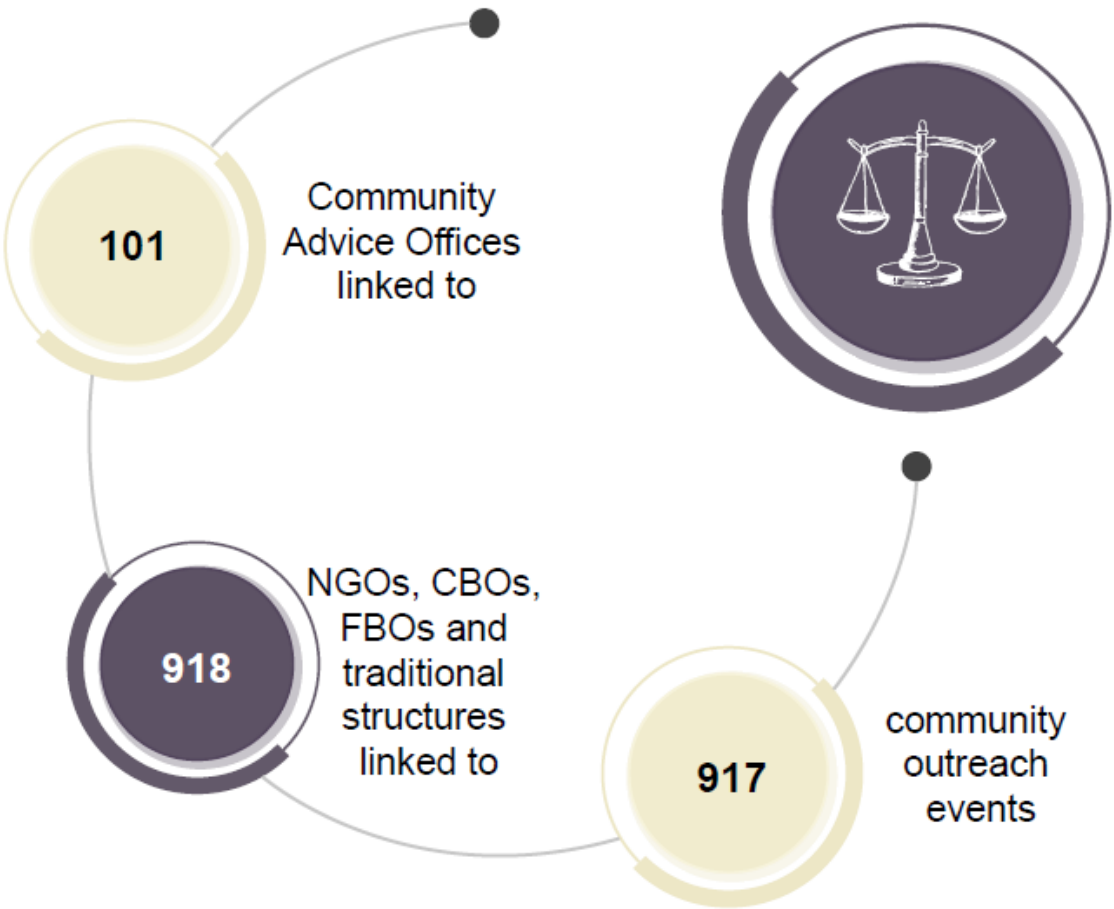 101
Community
Advice Offices
linked to
918
NGOs, CBOs,
FBOs and
traditional
structures
linked to
917
community
outreach
events